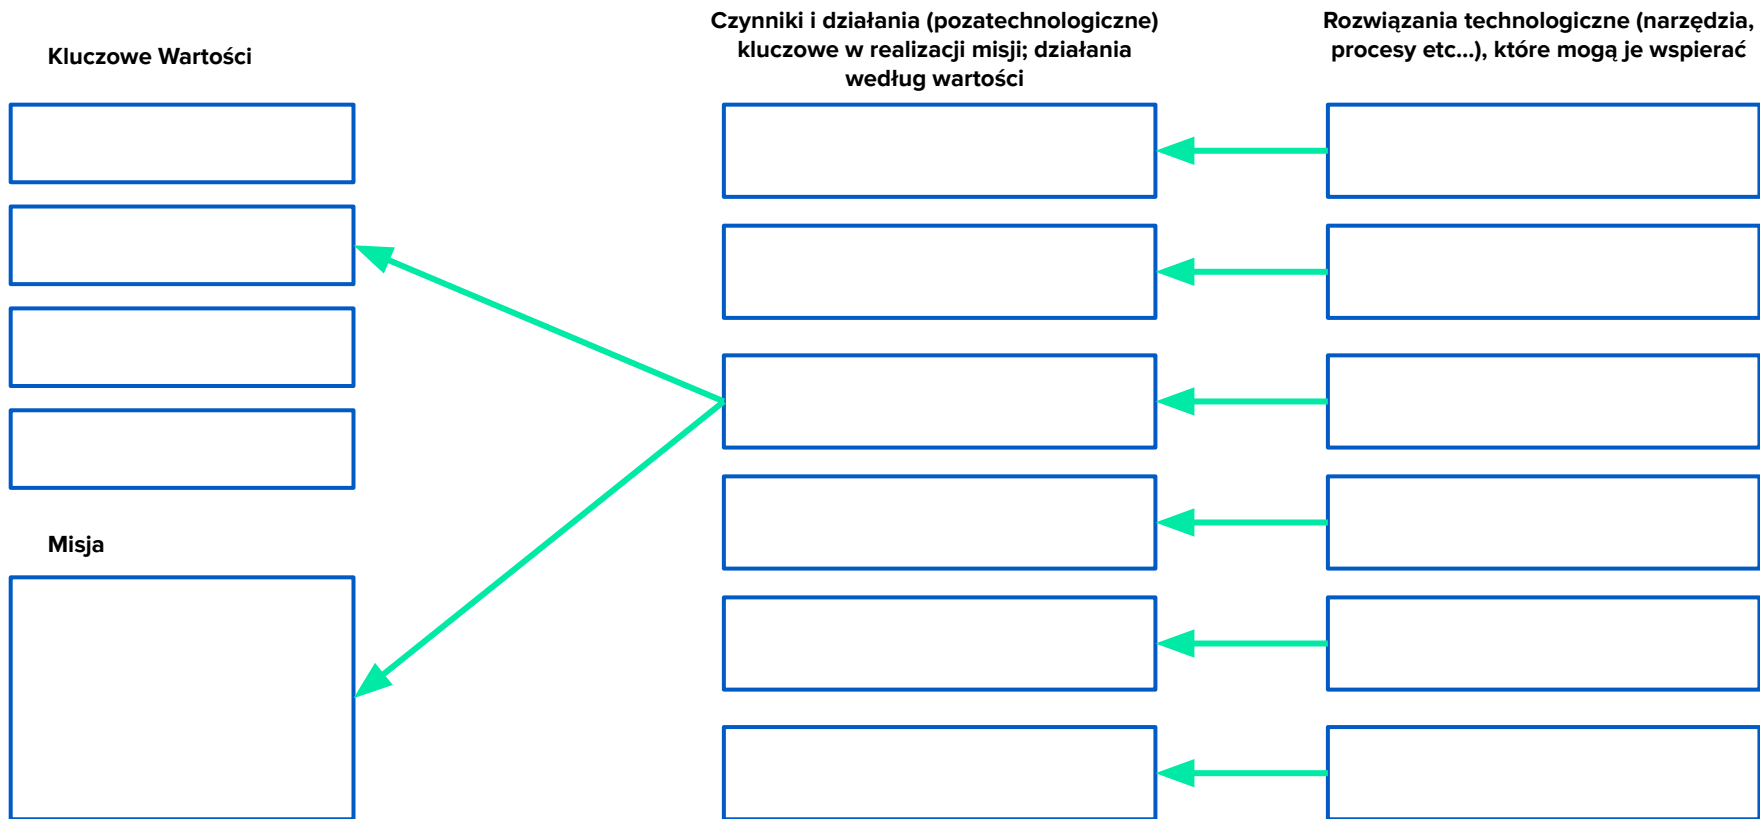 Kluczowe Wartości
Czynniki i działania (pozatechnologiczne)
kluczowe w realizacji misji; działania
według wartości
Rozwiązania technologiczne (narzędzia,
procesy etc...), które mogą je wspierać
Misja